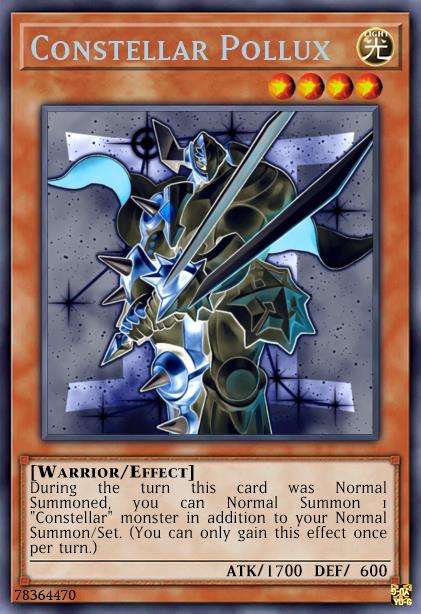 CONSTELLAR POLLUX
LIGHT
光
[WARRIOR/EFFECT]
During the turn this card was Normal
Summoned, you can Normal Summon 1
"Constellar" monster in addition to your Normal
Summon/Set. (You can only gain this effect once
per turn.)
ATK/1700 DEF/ 600
78364470